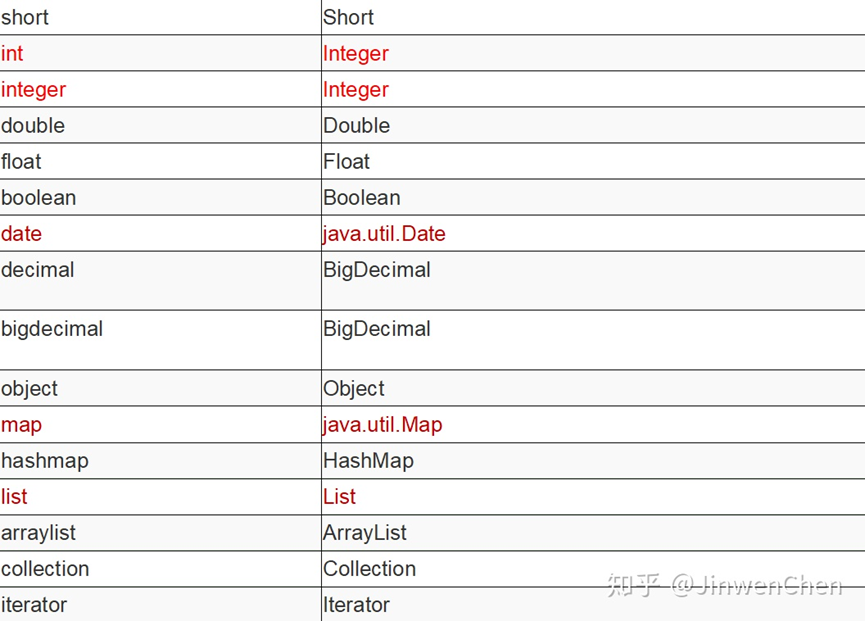 short Short
int Integer
integer Integer
double Double
float Float
boolean Boolean
date java.util.Date
decimal BigDecimal
bigdecimal BigDecimal
object Object
map java.util.Map
hashmap HashMap
list List
arraylist ArrayList
collection Collection
iterator Iterator
知乎 @JinwenChen